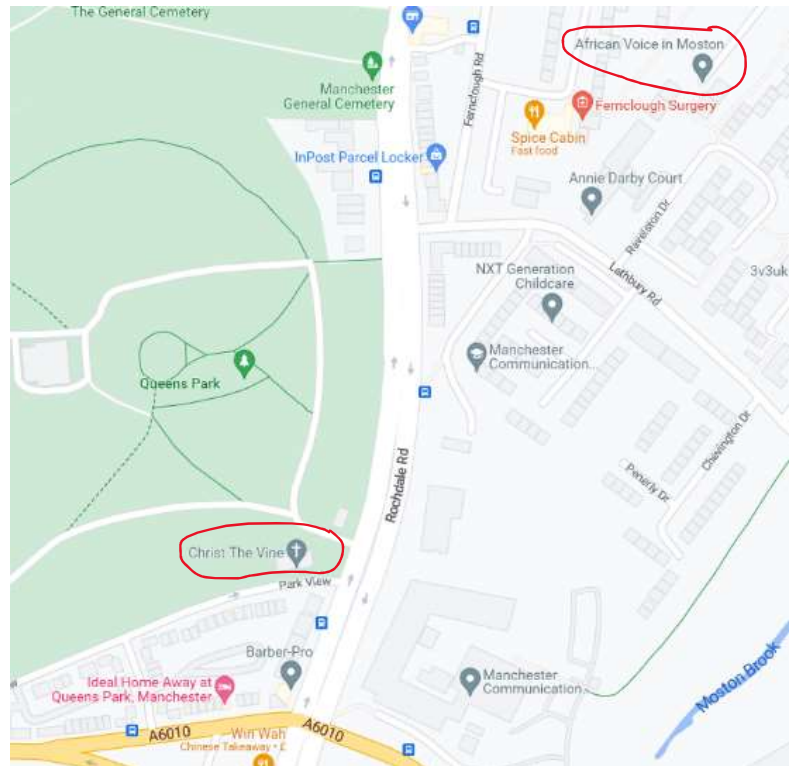 The General Cemetery
African Voice in Moston
Manchester
General Cemetery
Fernclough Rd
Fernclough Surgery
Spice Cabin
Fast food
InPost Parcel Locker
Annie Darby Court
Ravelston Dr
NXT Generation
Childcare
Lathbury Rd
3v3uk
Manchester
Communication...
Queens Park
Rochdale Rd
Chevington Dr
Penerly Dr
Christ The Vine
Park View
Barber-Pro
Ideal Home Away at
Queens Park, Manchester
Manchester
Communication
Moston Brook
A6010
A6010
Win Wah
Chinese Takeaway • £